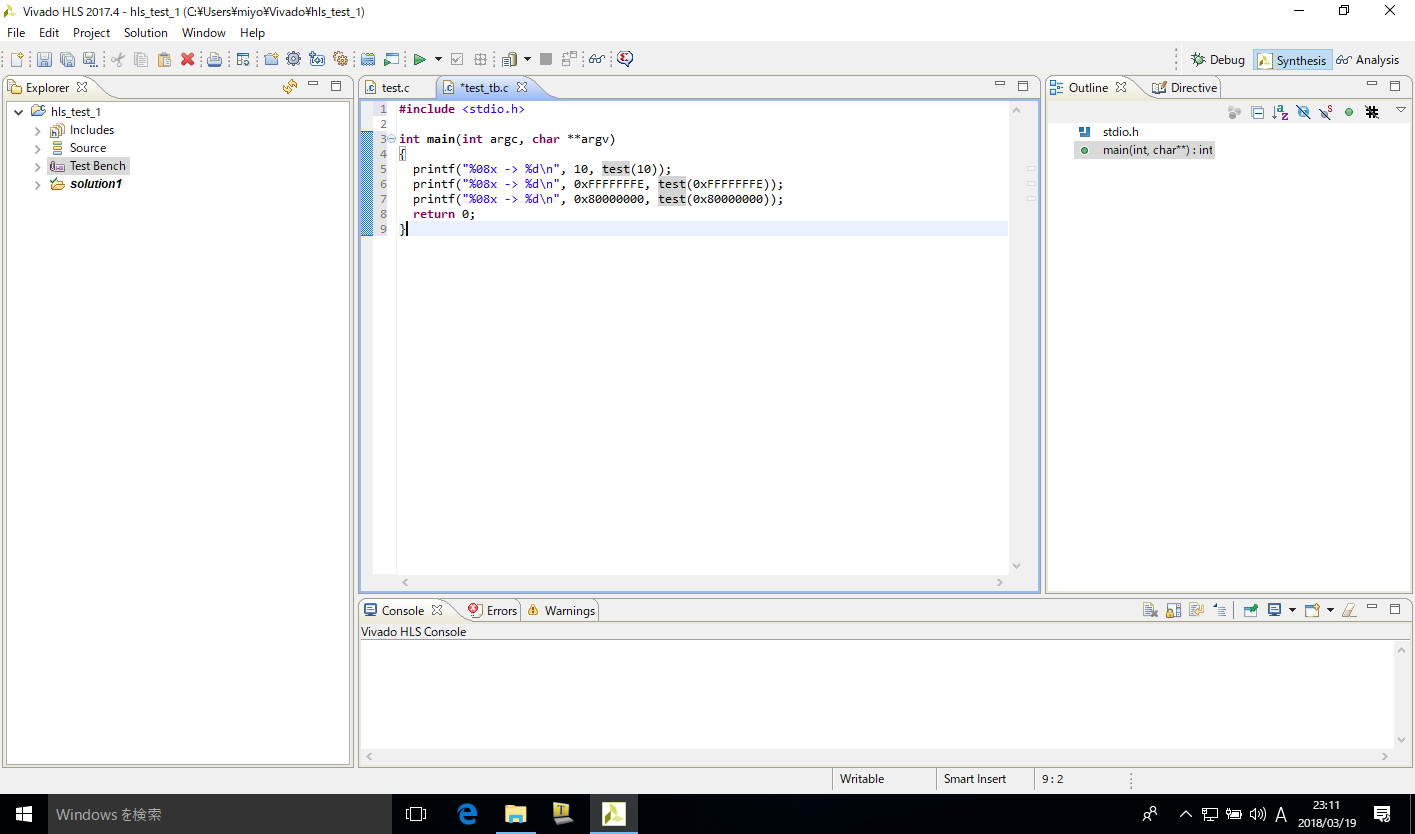 Vivado HLS 2017.4 - hls_test_1 (C:¥Users¥miyo¥Vivado¥hls_test_1)
File Edit Project Solution Window Help
Debug Synthesis Analysis
Explorer
hls_test_1
Includes
Source
Test Bench
solution1
test.c *test_tb.c
1 #include <stdio.h>
2
3 int main(int argc, char **argv)
4 {
5 printf("%08x -> %d\n", 10, test(10));
6 printf("%08x -> %d\n", 0xFFFFFFFE, test(0xFFFFFFFE));
7 printf("%08x -> %d\n", 0x80000000, test(0x80000000));
8 return 0;
9 }
Outline Directive
stdio.h
main(int, char**) : int
Console Errors Warnings
Vivado HLS Console
Writable Smart Insert 9 : 2
Windows を検索
A 23:11
2018/03/19